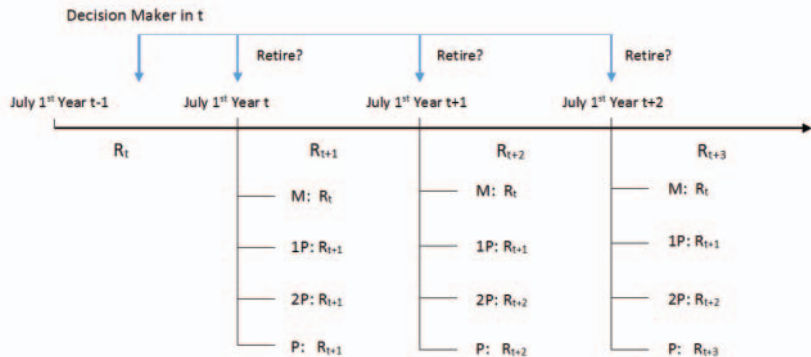 Decision Maker in t
Retire? Retire? Retire?
July 1st Year t-1 July 1st Year t July 1st Year t+1 July 1st Year t+2
Rt Rt+1 Rt+2 Rt+3
M: Rt M: Rt M: Rt
1P: Rt+1 1P: Rt+1 1P: Rt+1
2P: Rt+1 2P: Rt+2 2P: Rt+2
P: Rt+1 P: Rt+2 P: Rt+3